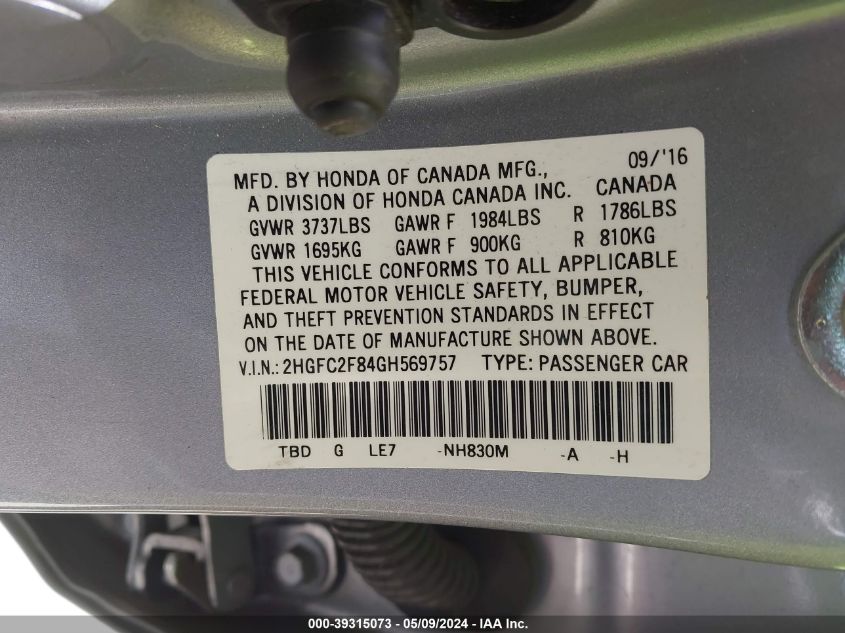 09/'16
MFD. BY HONDA OF CANADA MFG.,
A DIVISION OF HONDA CANADA INC. CANADA
GVWR 3737LBS GAWR F 1984LBS R 1786LBS
GVWR 1695KG GAWR F 900KG R 810KG
THIS VEHICLE CONFORMS TO ALL APPLICABLE
FEDERAL MOTOR VEHICLE SAFETY, BUMPER,
AND THEFT PREVENTION STANDARDS IN EFFECT
ON THE DATE OF MANUFACTURE SHOWN ABOVE.
V.I.N.: 2HGFC2F84GH569757 TYPE: PASSENGER CAR
TBD G LE7 -NH830M -A -H
000-39315073 - 05/09/2024 - IAA Inc.